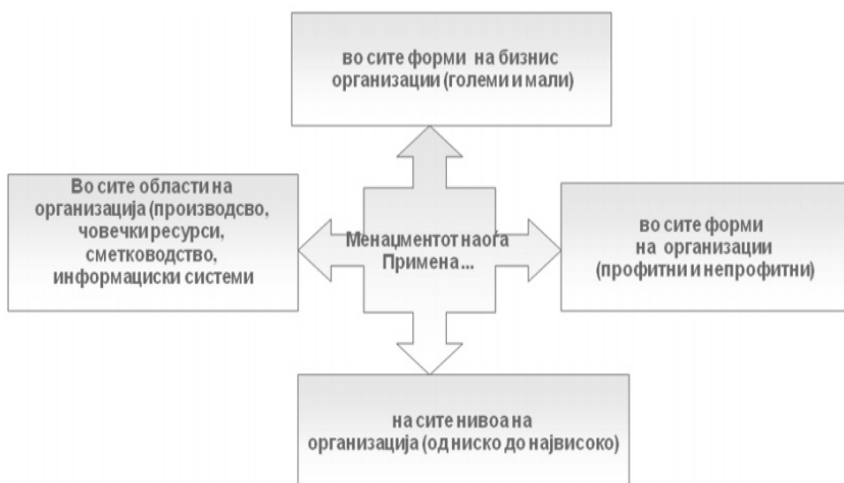 во сите форми на бизнис
организации (големи и мали)
Во сите области на
организација (производсво,
човечки ресурси,
сметководство,
информациски системи
Менаџментот наоѓа
Примена...
во сите форми
на организации
(профитни и непрофитни)
на сите нивоа на
организација (од ниско до највисоко)